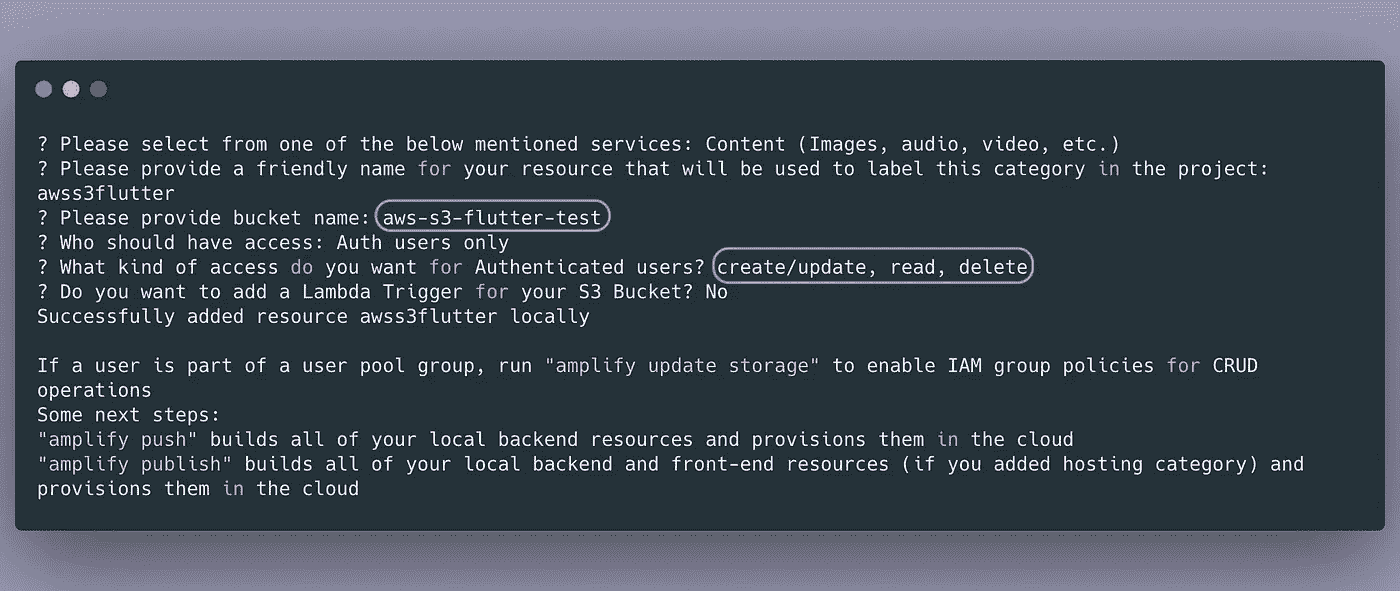 ? Please select from one of the below mentioned services: Content (Images, audio, video, etc.)
? Please provide a friendly name for your resource that will be used to label this category in the project:
awss3flutter
? Please provide bucket name: aws-s3-flutter-test
? Who should have access: Auth users only
? What kind of access do you want for Authenticated users? create/update, read, delete
? Do you want to add a Lambda Trigger for your S3 Bucket? No
Successfully added resource awss3flutter locally
If a user is part of a user pool group, run "amplify update storage" to enable IAM group policies for CRUD
operations
Some next steps:
"amplify push" builds all of your local backend resources and provisions them in the cloud
"amplify publish" builds all of your local backend and front-end resources (if you added hosting category) and
provisions them in the cloud